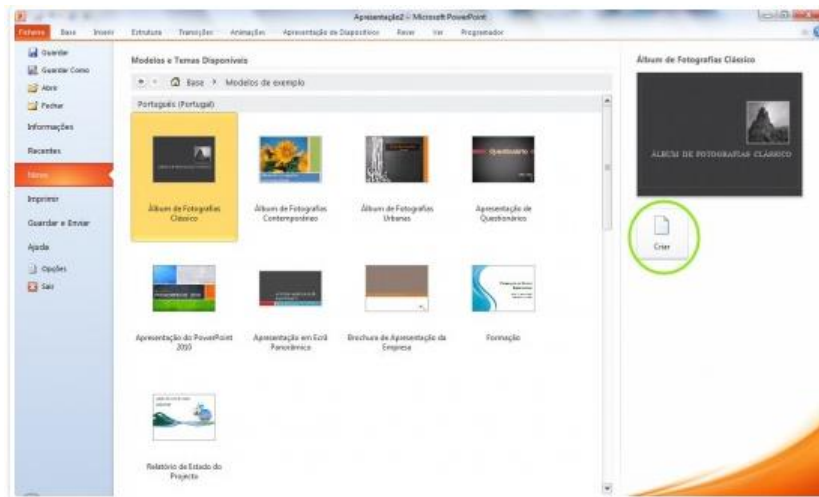 Apresentação2 - Microsoft PowerPoint
Ficheiro Base Inserir Estrutura Transições Animações Apresentação de Diapositivos Rever Ver Programador
Guardar
Guardar Como
Abrir
Fechar
Informações
Recentes
Novo
Imprimir
Guardar e Enviar
Ajuda
Opções
Sair
Modelos e Temas Disponíveis
Base
Modelos de exemplo
Português (Portugal)
Álbum de Fotografias
Clássico
Álbum de Fotografias
Contemporâneo
Álbum de Fotografias
Urbanas
Questionário
Apresentação de
Questionários
Apresentação do PowerPoint
2010
Apresentação em Ecrã
Panorâmico
Brochura de Apresentação da
Empresa
Formação
Relatório de Estado do
Projecto
Álbum de Fotografias Clássico
ÁLBUM DE FOTOGRAFIAS CLÁSSICO
Criar